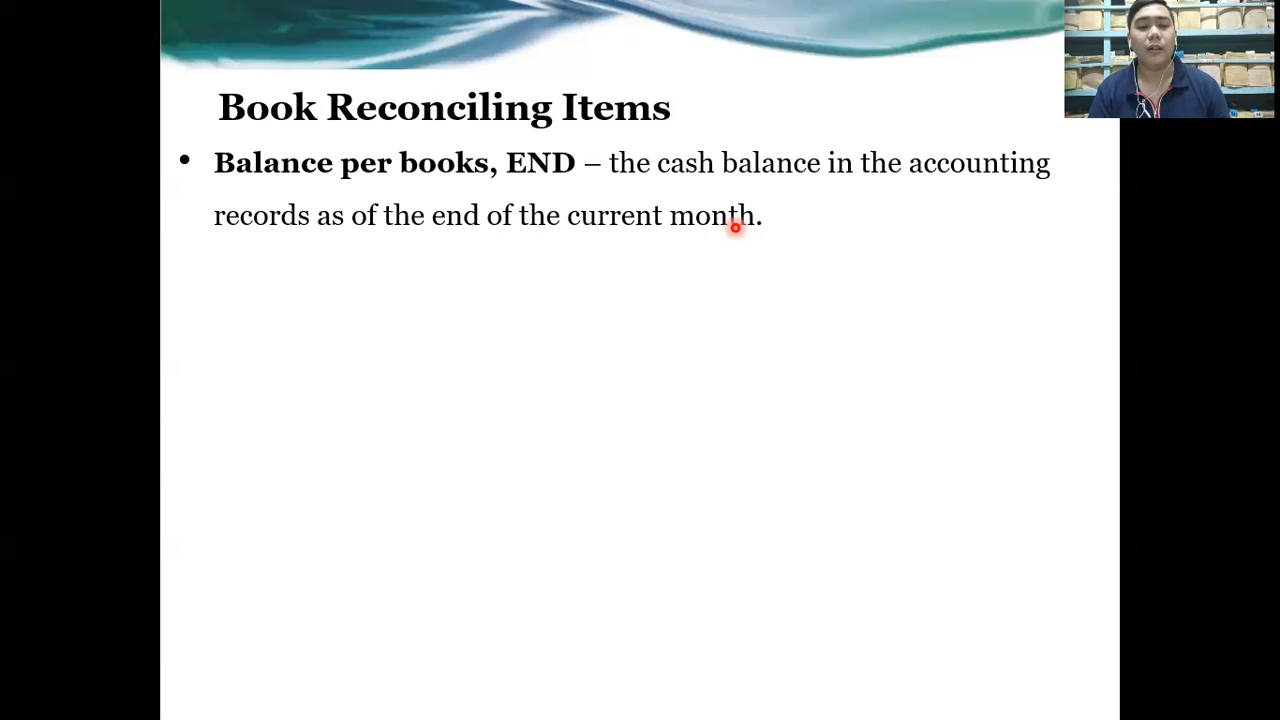 Book Reconciling Items
• Balance per books, END – the cash balance in the accounting
records as of the end of the current month.